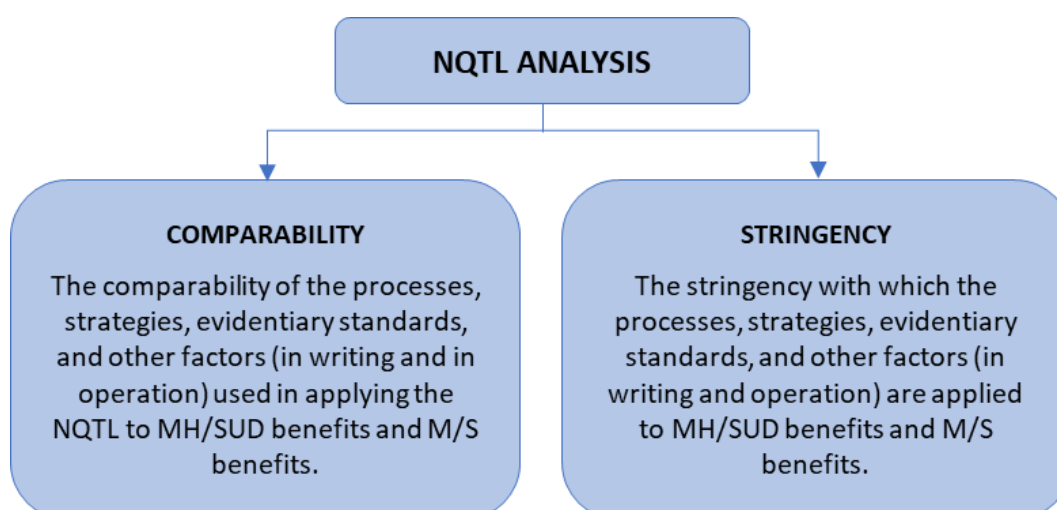 NQTL ANALYSIS
COMPARABILITY
The comparability of the processes,
strategies, evidentiary standards,
and other factors (in writing and in
operation) used in applying the
NQTL to MH/SUD benefits and M/S
benefits.
STRINGENCY
The stringency with which the
processes, strategies, evidentiary
standards, and other factors (in
writing and operation) are applied
to MH/SUD benefits and M/S
benefits.